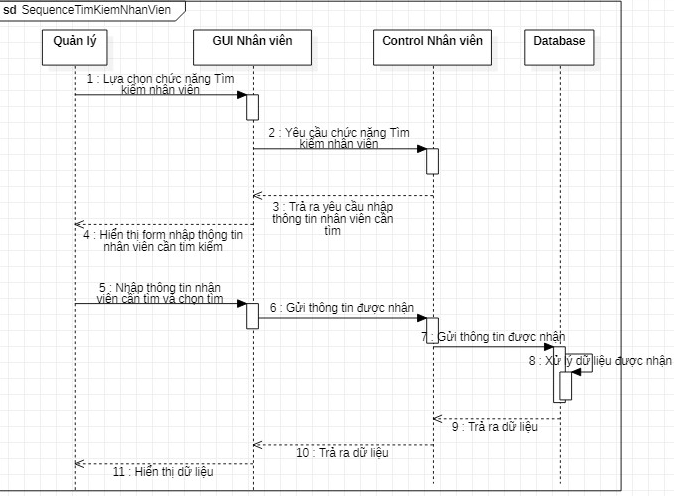 sd SequenceTimKiemNhanVien
Quản lý
GUI Nhân viên
Control Nhân viên
Database
1 : Lựa chọn chức năng Tìm
kiếm nhân viên
2 : Yêu cầu chức năng Tìm
kiếm nhân viên
3 : Trả ra yêu cầu nhập
thông tin nhân viên cần
tìm
4 : Hiển thị form nhập thông tin
nhân viên cần tìm kiếm
5 : Nhập thông tin nhân
viên cần tìm và chọn tìm
6 : Gửi thông tin được nhận
7 : Gửi thông tin được nhận
8 : Xử lý dữ liệu được nhận
9 : Trả ra dữ liệu
10 : Trả ra dữ liệu
11 : Hiển thị dữ liệu